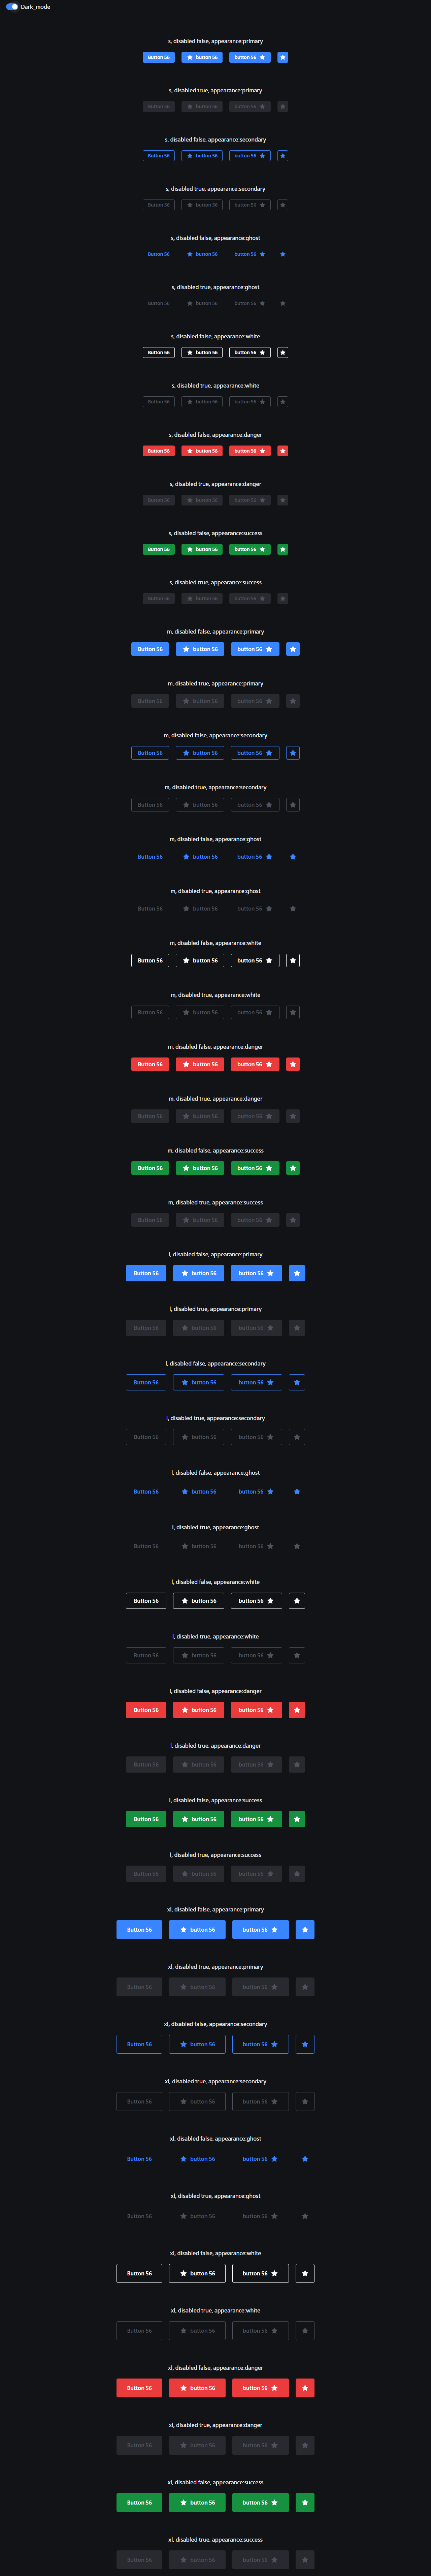 Dark_mode
s, disabled false, appearance:primary
Button 56 button 56 button 56
s, disabled true, appearance:primary
Button 56 button 56 button 56
s, disabled false, appearance:secondary
Button 56 button 56 button 56
s, disabled true, appearance:secondary
Button 56 button 56 button 56
s, disabled false, appearance:ghost
Button 56 button 56 button 56
s, disabled true, appearance:ghost
Button 56 button 56 button 56
s, disabled false, appearance:white
Button 56 button 56 button 56
s, disabled true, appearance:white
Button 56 button 56 button 56
s, disabled false, appearance:danger
Button 56 button 56 button 56
s, disabled true, appearance:danger
Button 56 button 56 button 56
s, disabled false, appearance:success
Button 56 button 56 button 56
s, disabled true, appearance:success
Button 56 button 56 button 56
m, disabled false, appearance:primary
Button 56 button 56 button 56
m, disabled true, appearance:primary
Button 56 button 56 button 56
m, disabled false, appearance:secondary
Button 56 button 56 button 56
m, disabled true, appearance:secondary
Button 56 button 56 button 56
m, disabled false, appearance:ghost
Button 56 button 56 button 56
m, disabled true, appearance:ghost
Button 56 button 56 button 56
m, disabled false, appearance:white
Button 56 button 56 button 56
m, disabled true, appearance:white
Button 56 button 56 button 56
m, disabled false, appearance:danger
Button 56 button 56 button 56
m, disabled true, appearance:danger
Button 56 button 56 button 56
m, disabled false, appearance:success
Button 56 button 56 button 56
m, disabled true, appearance:success
Button 56 button 56 button 56
l, disabled false, appearance:primary
Button 56 button 56 button 56
l, disabled true, appearance:primary
Button 56 button 56 button 56
l, disabled false, appearance:secondary
Button 56 button 56 button 56
l, disabled true, appearance:secondary
Button 56 button 56 button 56
l, disabled false, appearance:ghost
Button 56 button 56 button 56
l, disabled true, appearance:ghost
Button 56 button 56 button 56
l, disabled false, appearance:white
Button 56 button 56 button 56
l, disabled true, appearance:white
Button 56 button 56 button 56
l, disabled false, appearance:danger
Button 56 button 56 button 56
l, disabled true, appearance:danger
Button 56 button 56 button 56
l, disabled false, appearance:success
Button 56 button 56 button 56
l, disabled true, appearance:success
Button 56 button 56 button 56
xl, disabled false, appearance:primary
Button 56 button 56 button 56
xl, disabled true, appearance:primary
Button 56 button 56 button 56
xl, disabled false, appearance:secondary
Button 56 button 56 button 56
xl, disabled true, appearance:secondary
Button 56 button 56 button 56
xl, disabled false, appearance:ghost
Button 56 button 56 button 56
xl, disabled true, appearance:ghost
Button 56 button 56 button 56
xl, disabled false, appearance:white
Button 56 button 56 button 56
xl, disabled true, appearance:white
Button 56 button 56 button 56
xl, disabled false, appearance:danger
Button 56 button 56 button 56
xl, disabled true, appearance:danger
Button 56 button 56 button 56
xl, disabled false, appearance:success
Button 56 button 56 button 56
xl, disabled true, appearance:success
Button 56 button 56 button 56